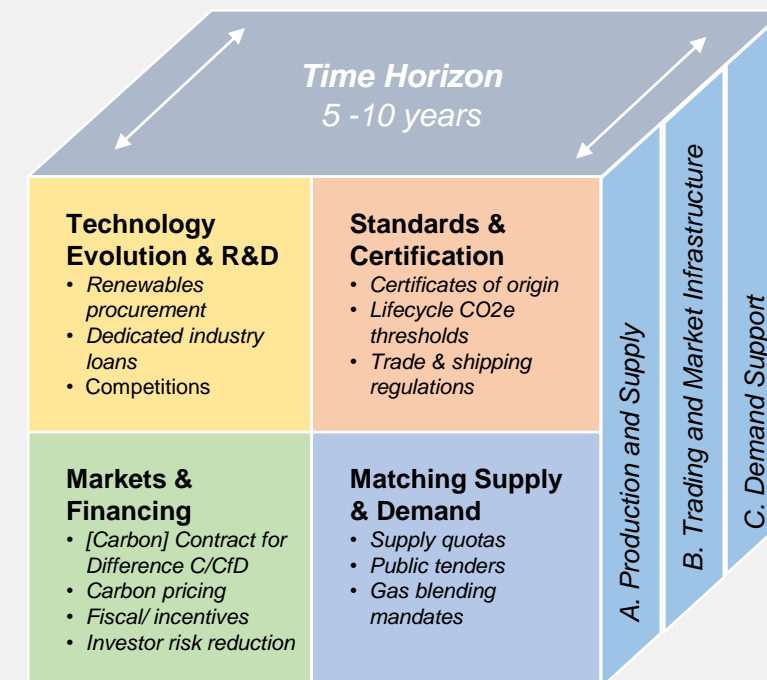 Time Horizon
5 -10 years
Technology
Evolution & R&D
• Renewables
procurement
• Dedicated industry
loans
• Competitions
Standards &
Certification
• Certificates of origin
• Lifecycle CO2e
thresholds
• Trade & shipping
regulations
Markets &
Financing
• [Carbon] Contract for
Difference C/CfD
• Carbon pricing
• Fiscal/ incentives
• Investor risk reduction
Matching Supply
& Demand
• Supply quotas
• Public tenders
• Gas blending
mandates
A. Production and Supply
B. Trading and Market Infrastructure
C. Demand Support